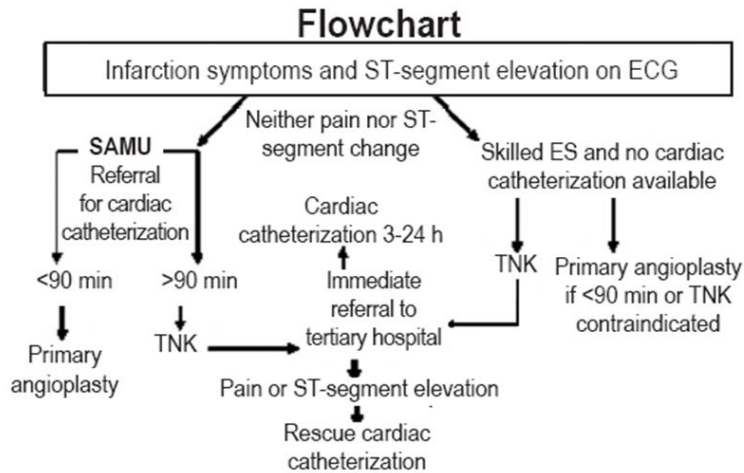 Flowchart
Infarction symptoms and ST-segment elevation on ECG
Neither pain nor ST-
segment change
SAMU
Referral
for cardiac
catheterization
Skilled ES and no cardiac
catheterization available
Cardiac
catheterization 3-24 h
<90 min
>90 min
Immediate
referral to
tertiary hospital
TNK
Primary angioplasty
if <90 min or TNK
contraindicated
Primary
angioplasty
TNK
Pain or ST-segment elevation
Rescue cardiac
catheterization